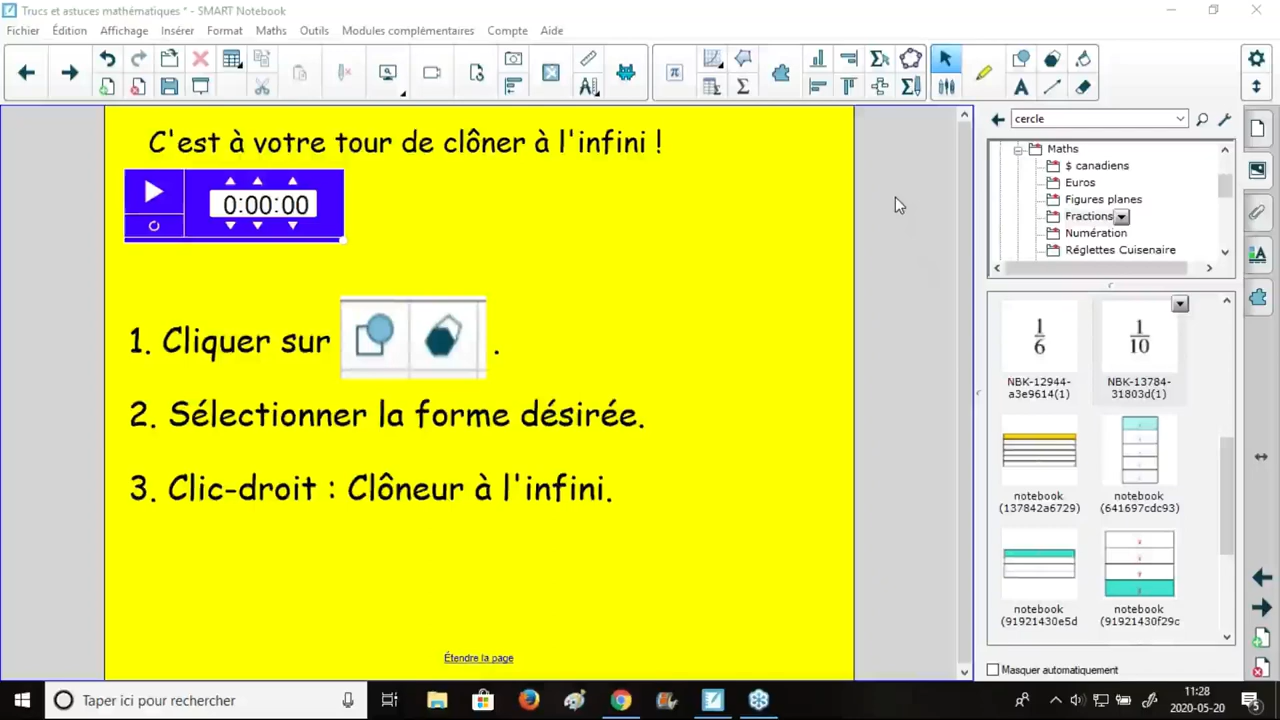 Trucs et astuces mathématiques * - SMART Notebook
Fichier Édition Affichage Insérer Format Maths Outils Modules complémentaires Compte Aide
C'est à votre tour de clôner à l'infini !
0:00:00
1. Cliquer sur .
2. Sélectionner la forme désirée.
3. Clic-droit : Clôneur à l'infini.
Étendre la page
cercle
Maths
$ canadiens
Euros
Figures planes
Fractions
Numération
Réglettes Cuisenaire
1/6
1/10
NBK-12944-
a3e9614(1)
NBK-13784-
31803d(1)
notebook
(137842a6729)
notebook
(641697cdc93)
notebook
(91921430e5d
notebook
(91921430f29c
Masquer automatiquement
Taper ici pour rechercher
11:28
2020-05-20
5